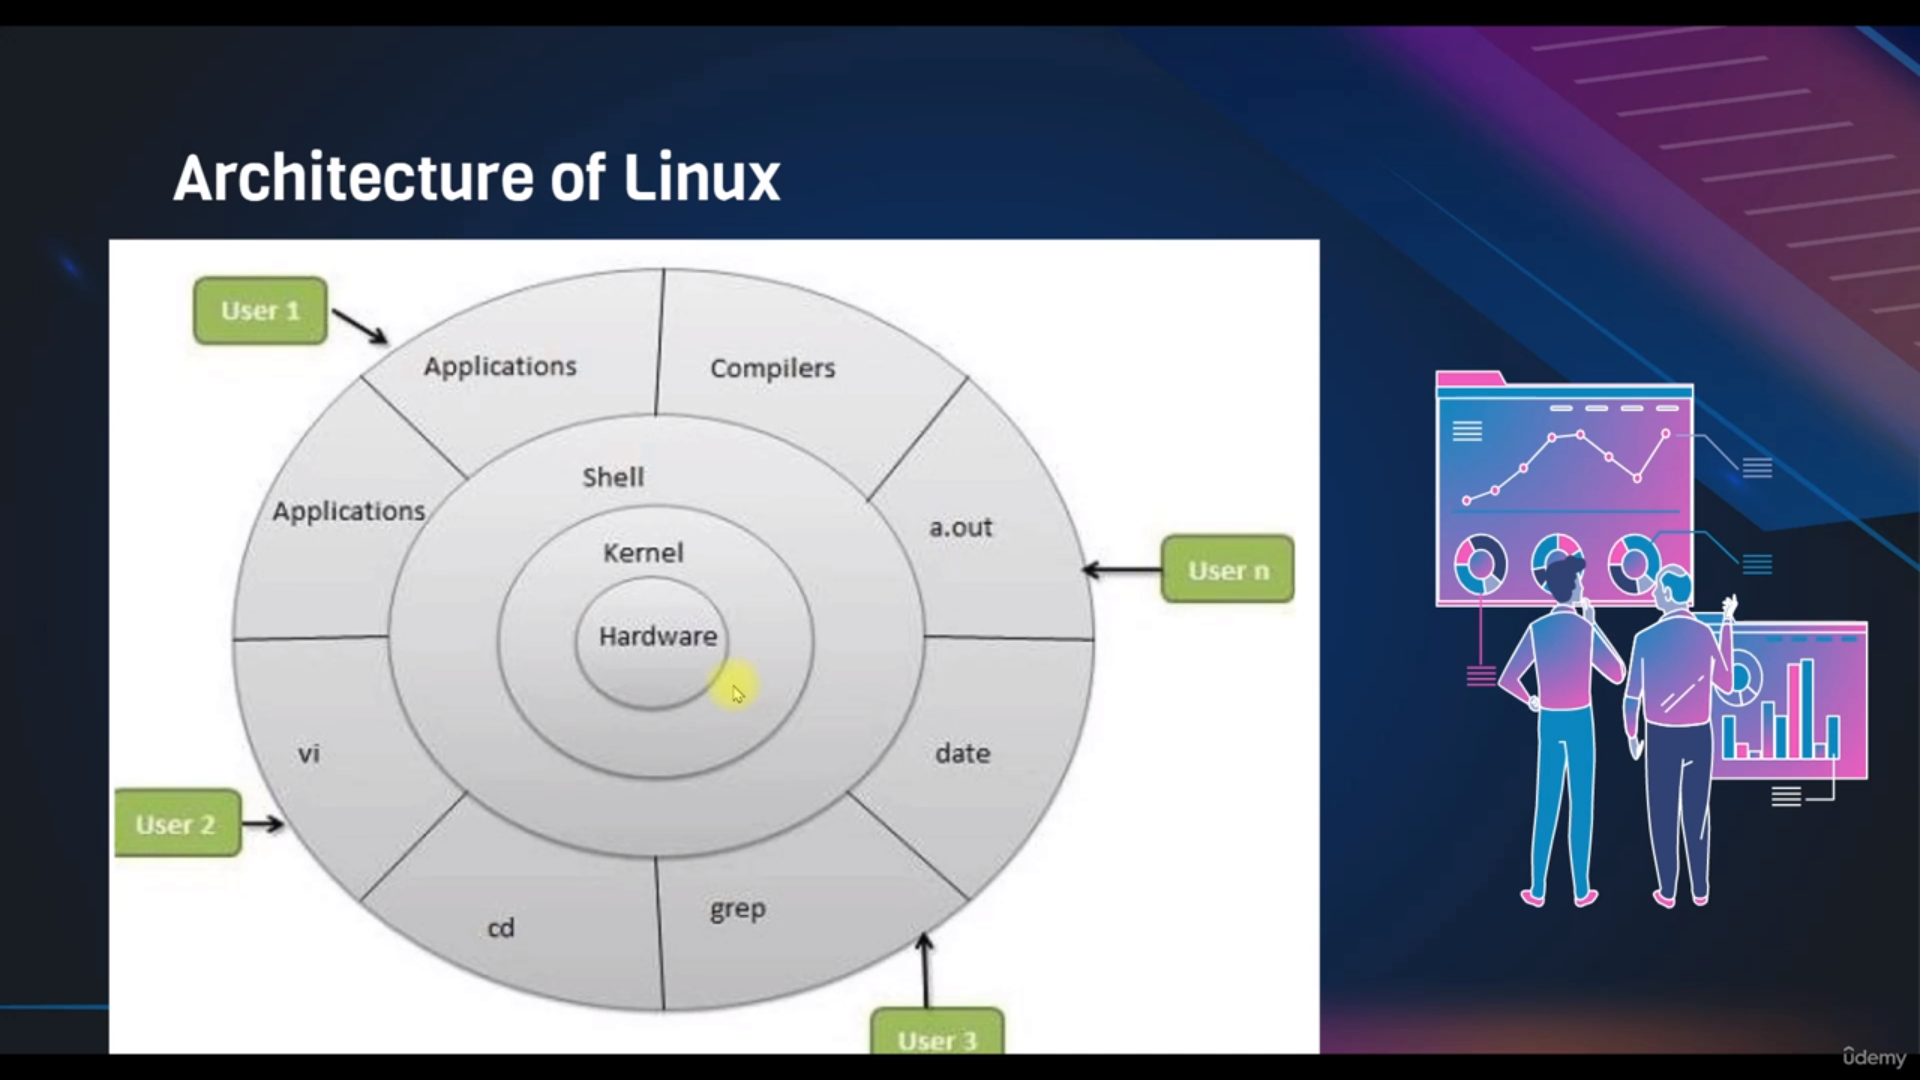 Architecture of Linux
User 1
Applications
Compilers
Shell
Applications
a.out
Kernel
User n
Hardware
vi
date
User 2
grep
cd
User 3
ûdemy